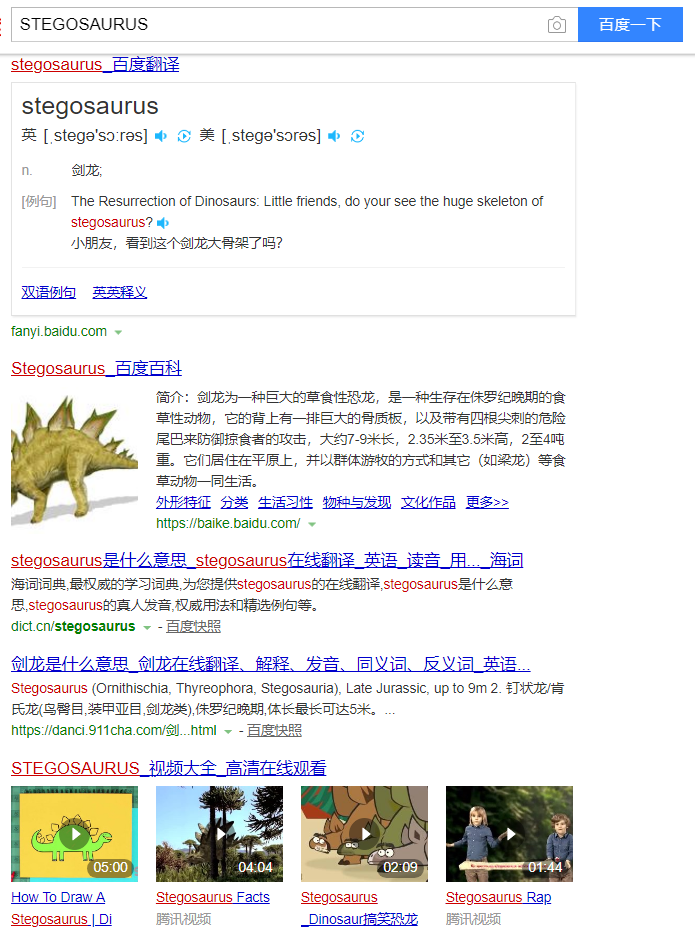 STEGOSAURUS
百度一下
stegosaurus_百度翻译
stegosaurus
英 [ˌstegə'sɔːrəs] 美 [ˌstegə'sɔrəs]
n. 剑龙;
[例句] The Resurrection of Dinosaurs: Little friends, do your see the huge skeleton of
stegosaurus?
小朋友，看到这个剑龙大骨架了吗？
双语例句 英英释义
fanyi.baidu.com
Stegosaurus_百度百科
简介：剑龙为一种巨大的草食性恐龙，是一种生存在侏罗纪晚期的食
草性动物，它的背上有一排巨大的骨质板，以及带有四根尖刺的危险
尾巴来防御掠食者的攻击，大约7-9米长，2.35米至3.5米高，2至4吨
重。它们居住在平原上，并以群体游牧的方式和其它（如梁龙）等食
草动物一同生活。
外形特征 分类 生活习性 物种与发现 文化作品 更多>>
https://baike.baidu.com/
stegosaurus是什么意思_stegosaurus在线翻译_英语_读音_用..._海词
海词词典,最权威的学习词典,为您提供stegosaurus的在线翻译,stegosaurus是什么意
思,stegosaurus的真人发音,权威用法和精选例句等。
dict.cn/stegosaurus - 百度快照
剑龙是什么意思_剑龙在线翻译、解释、发音、同义词、反义词_英语...
Stegosaurus (Ornithischia, Thyreophora, Stegosauria), Late Jurassic, up to 9m 2. 钉状龙/肯
氏龙(鸟臀目,装甲亚目,剑龙类),侏罗纪晚期,体长最长可达5米。...
https://danci.911cha.com/剑...html - 百度快照
STEGOSAURUS_视频大全_高清在线观看
05:00 04:04 02:09 01:44
How To Draw A Stegosaurus Facts Stegosaurus Stegosaurus Rap
Stegosaurus | Di 腾讯视频 _Dinosaur搞笑恐龙 腾讯视频